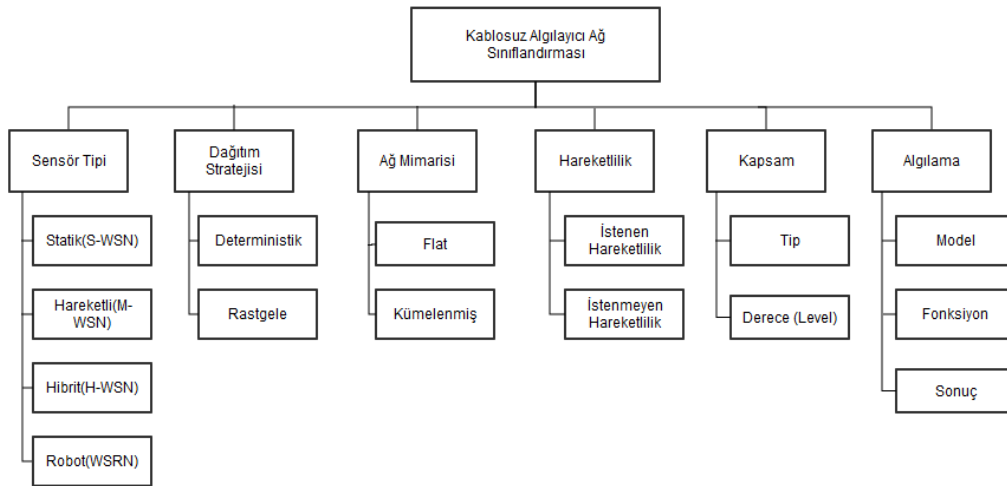 Kablosuz Algılayıcı Ağ
Sınıflandırması
Sensör Tipi
Dağıtım
Stratejisi
Ağ Mimarisi
Hareketlilik
Kapsam
Algılama
Statik(S-WSN)
Hareketli(M-
WSN)
Hibrit(H-WSN)
Robot(WSRN)
Deterministik
Rastgele
Flat
Kümelenmiş
İstenen
Hareketlilik
İstenmeyen
Hareketlilik
Tip
Derece (Level)
Model
Fonksiyon
Sonuç